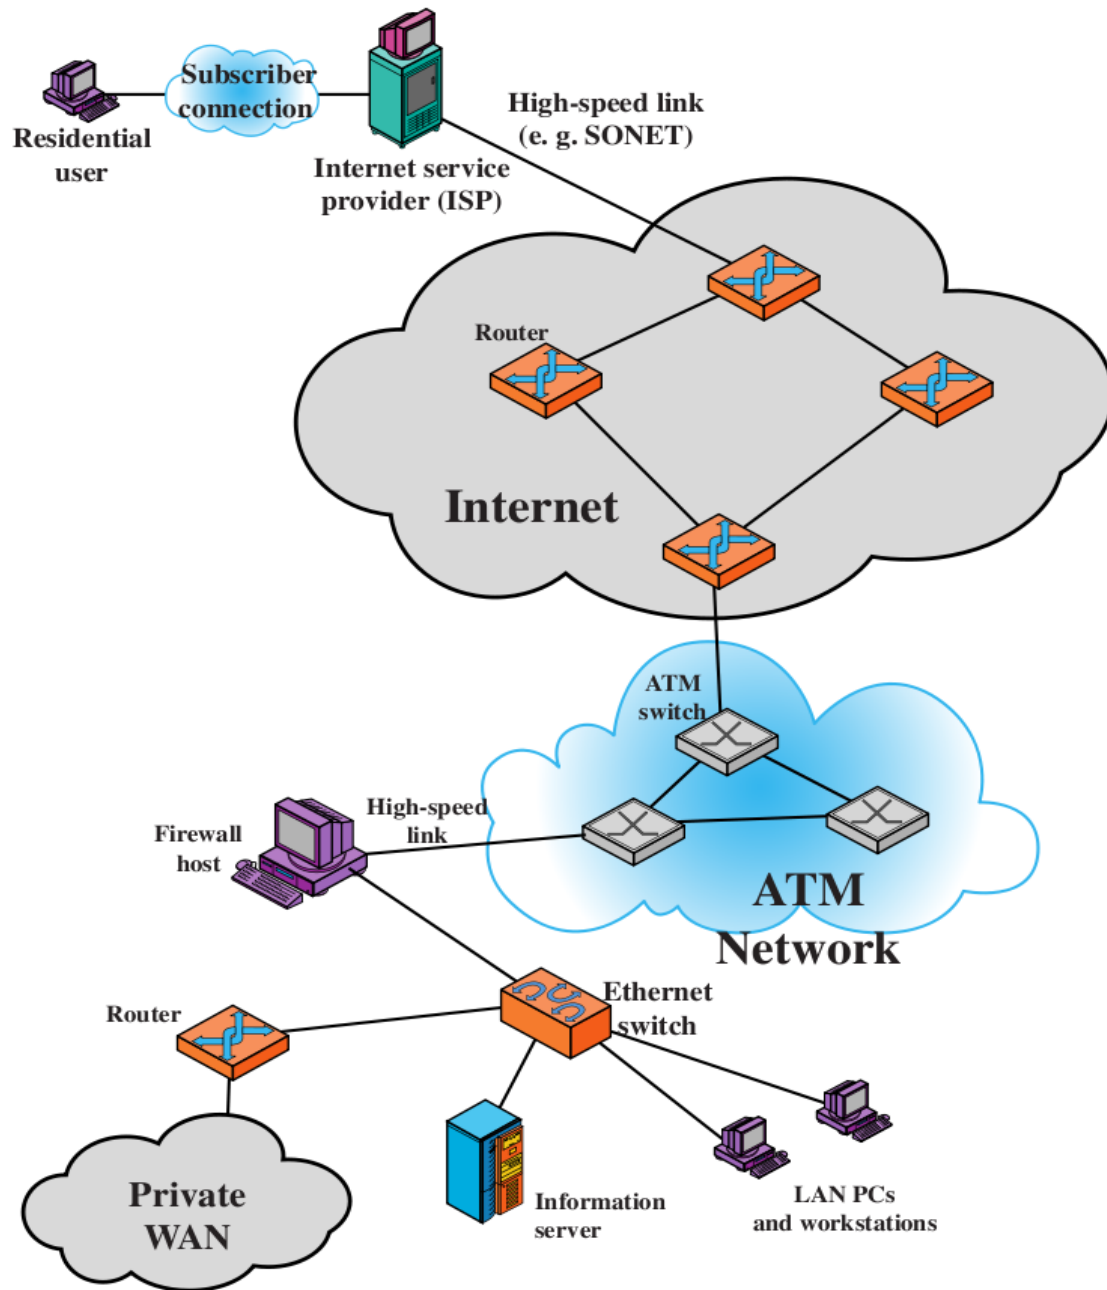 Subscriber
connection
Residential
user
Internet service
provider (ISP)
High-speed link
(e. g. SONET)
Router
Internet
ATM
switch
High-speed
link
Firewall
host
ATM
Network
Ethernet
switch
Router
Private
WAN
Information
server
LAN PCs
and workstations